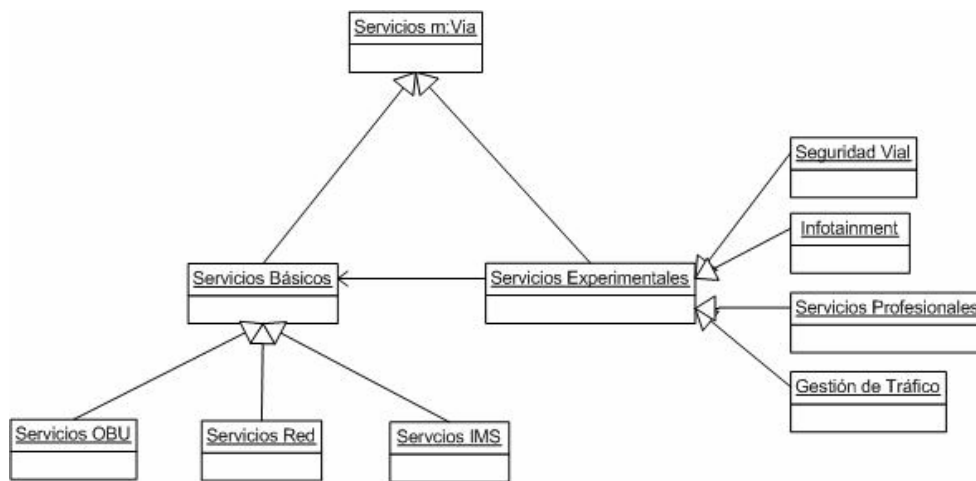 Servicios m:Via
Seguridad Vial
Infotainment
Servicios Básicos
Servicios Experimentales
Servicios Profesionales
Gestión de Tráfico
Servicios OBU
Servicios Red
Servcios IMS